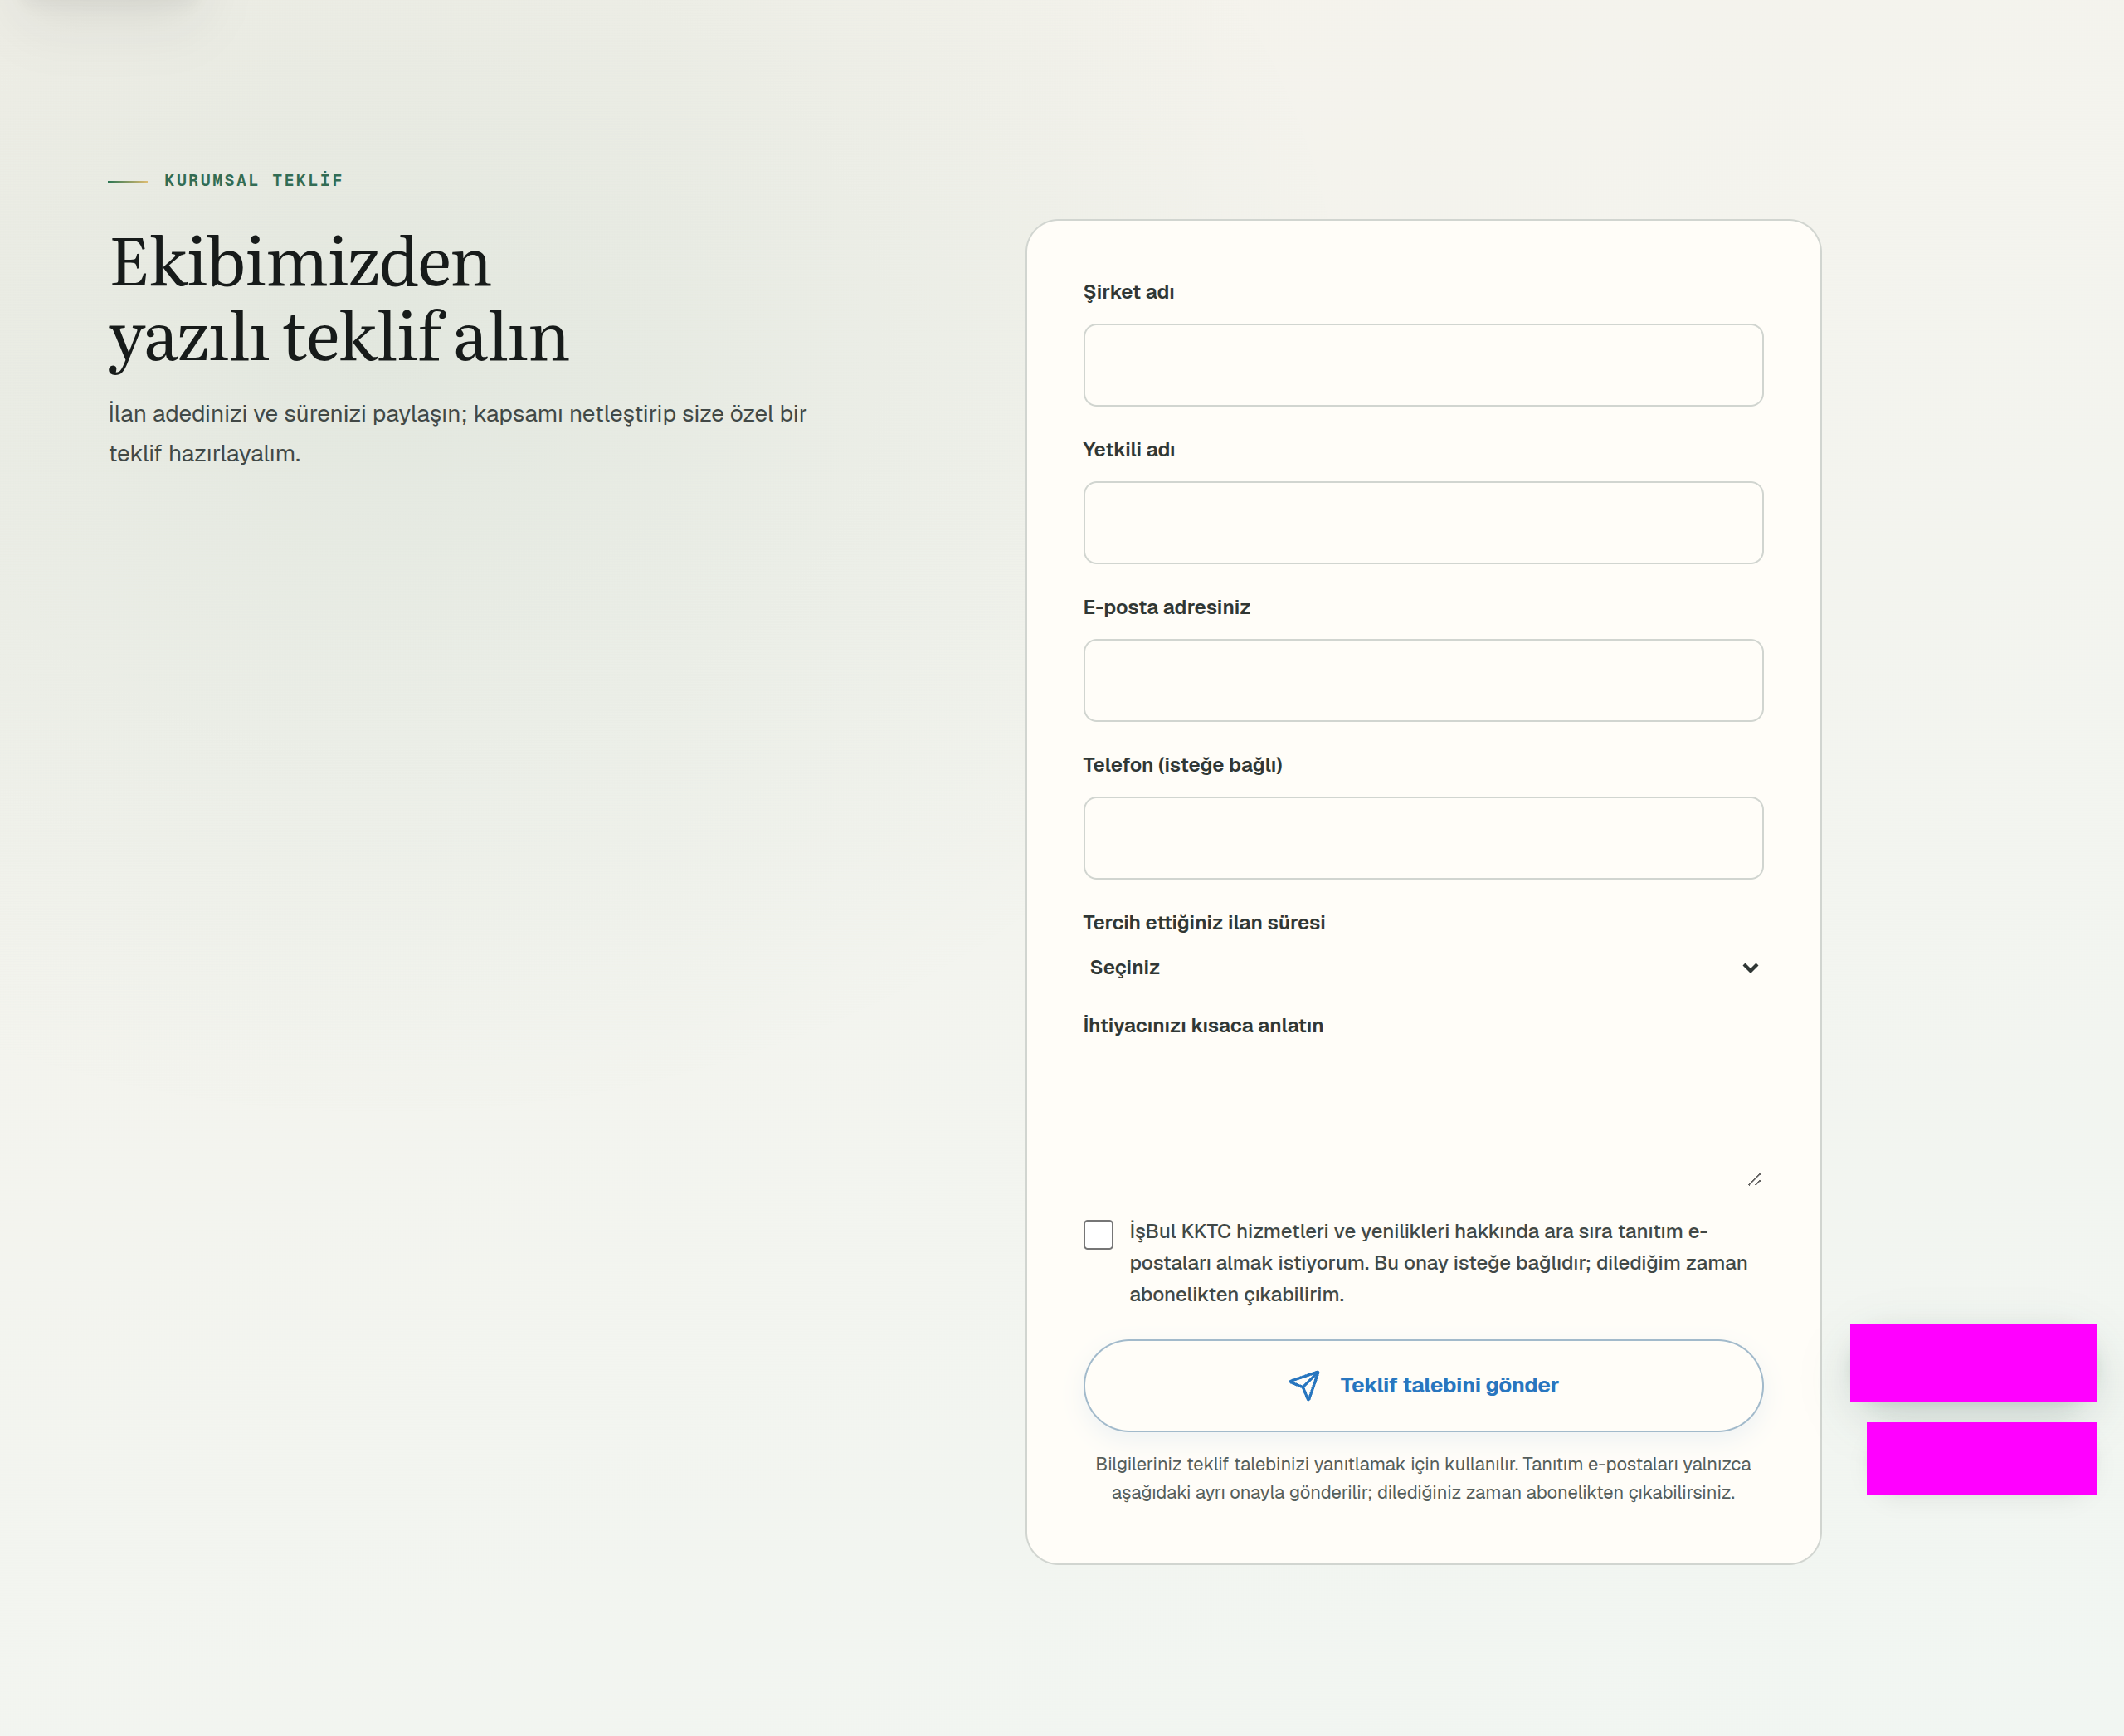 KURUMSAL TEKLİF
Ekibimizden
yazılı teklif alın
İlan adedinizi ve sürenizi paylaşın; kapsamı netleştirip size özel bir
teklif hazırlayalım.
Şirket adı
Yetkili adı
E-posta adresiniz
Telefon (isteğe bağlı)
Tercih ettiğiniz ilan süresi
Seçiniz
İhtiyacınızı kısaca anlatın
İşBul KKTC hizmetleri ve yenilikleri hakkında ara sıra tanıtım e-
postaları almak istiyorum. Bu onay isteğe bağlıdır; dilediğim zaman
abonelikten çıkabilirim.
Teklif talebini gönder
Bilgileriniz teklif talebinizi yanıtlamak için kullanılır. Tanıtım e-postaları yalnızca
aşağıdaki ayrı onayla gönderilir; dilediğiniz zaman abonelikten çıkabilirsiniz.